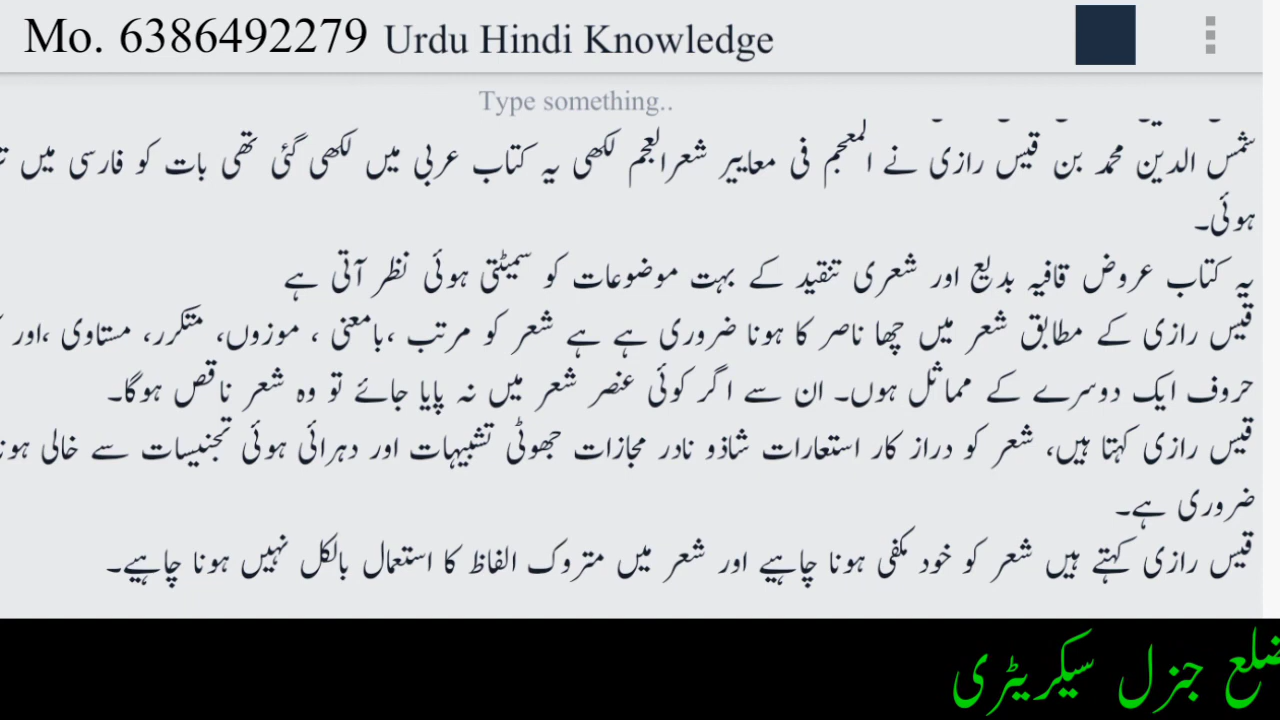 Mo. 6386492279 Urdu Hindi Knowledge
Type something..
شمس الدین محمد بن قیس رازی نے المعجم فی معاییر شعرالعجم لکھی یہ کتاب عربی میں لکھی گئی تھی بات کو فارسی میں
ہوئی۔
یہ کتاب عروض قافیہ بدیع اور شعری تنقید کے بہت موضوعات کو سمیٹتی ہوئی نظر آتی ہے
قیس رازی کے مطابق شعر میں چھا ناصر کا ہونا ضروری ہے ہے شعر کو مرتب ،بامعنی ، موزوں، متکرر، مستاوی ،اور
حروف ایک دوسرے کے مماثل ہوں۔ ان سے اگر کوئی عنصر شعر میں نہ پایا جائے تو وہ شعر ناقص ہوگا۔
قیس رازی کہتا ہیں، شعر کو دراز کار استعارات شاذو نادر مجازات جھوٹی تشبیہات اور دہرائی ہوئی تجنیسات سے خالی
ضروری ہے۔
قیس رازی کہتے ہیں شعر کو خود مکفی ہونا چاہیے اور شعر میں متروک الفاظ کا استعمال بالکل نہیں ہونا چاہیے۔
ضلع جنرل سیکریٹری